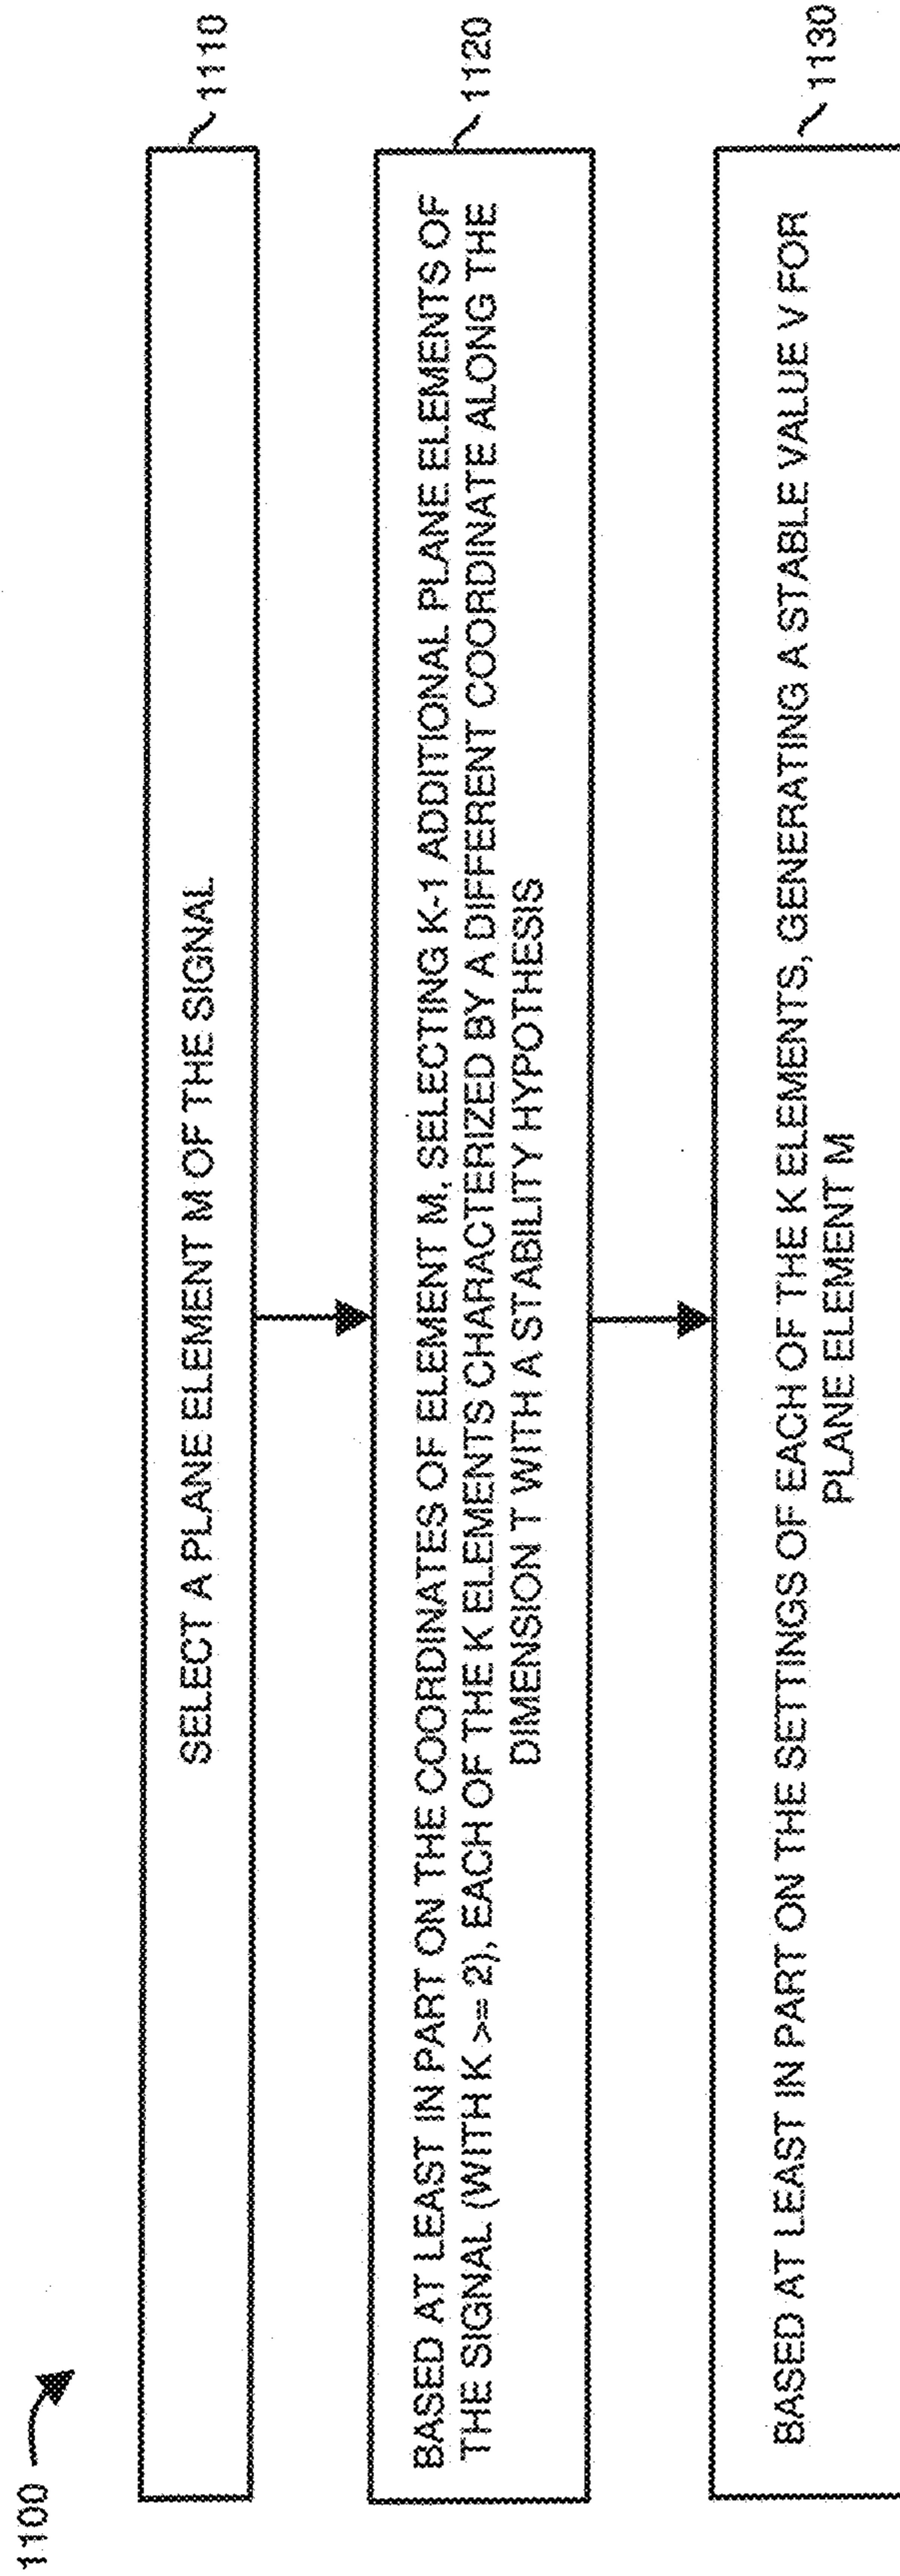 1100
SELECT A PLANE ELEMENT M OF THE SIGNAL
1110
BASED AT LEAST IN PART ON THE COORDINATES OF ELEMENT M, SELECTING K-1 ADDITIONAL PLANE ELEMENTS OF
THE SIGNAL (WITH K >= 2), EACH OF THE K ELEMENTS CHARACTERIZED BY A DIFFERENT COORDINATE ALONG THE
DIMENSION T WITH A STABILITY HYPOTHESIS
1120
BASED AT LEAST IN PART ON THE SETTINGS OF EACH OF THE K ELEMENTS, GENERATING A STABLE VALUE V FOR
PLANE ELEMENT M
1130